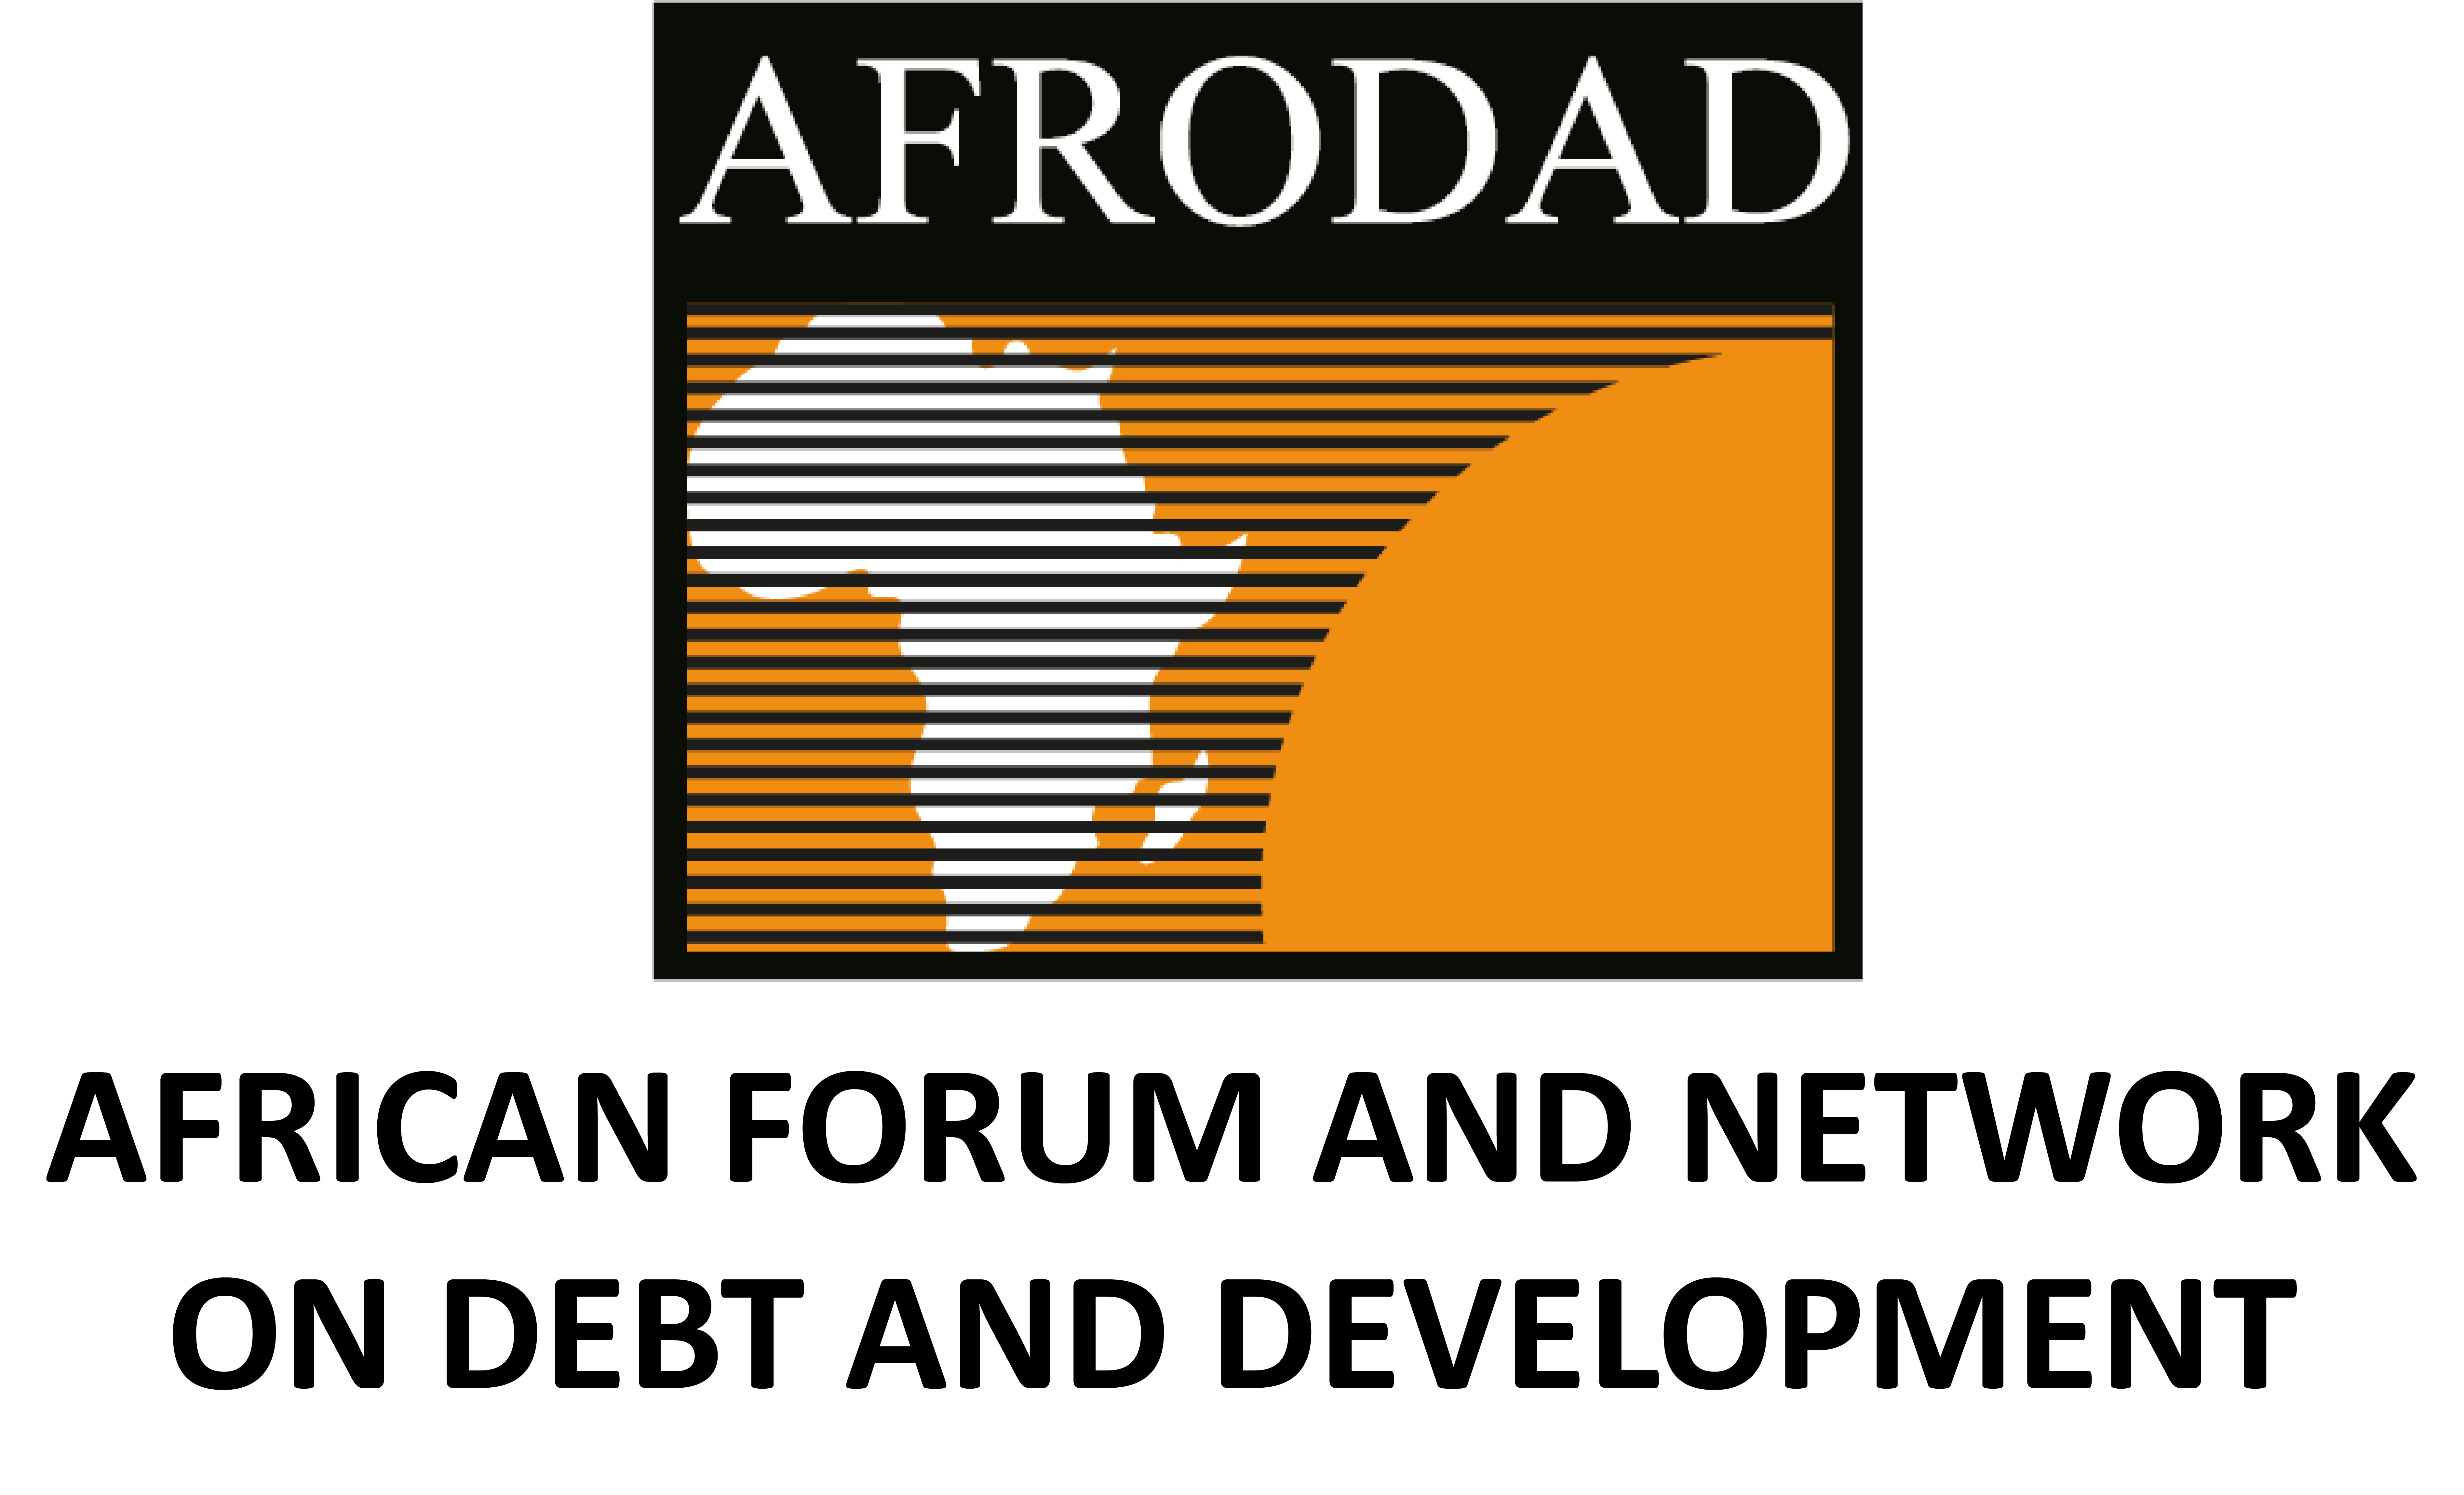 AFRODAD
AFRICAN FORUM AND NETWORK
ON DEBT AND DEVELOPMENT